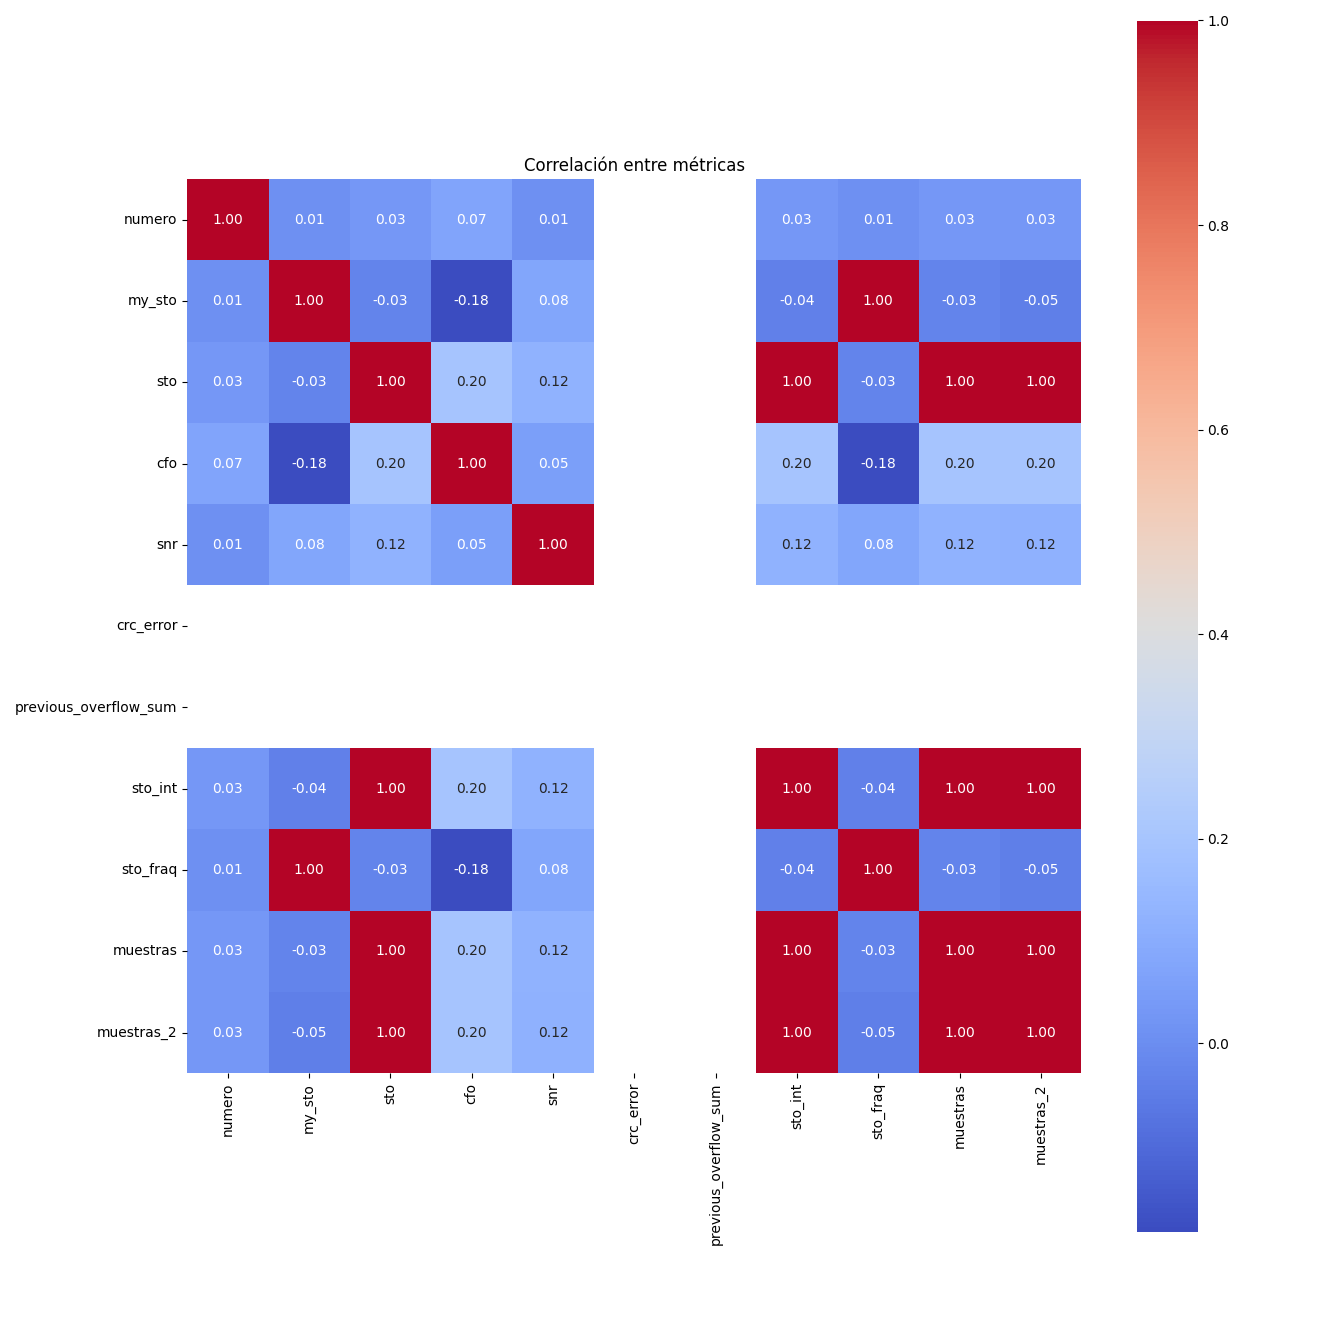 Correlación entre métricas
numero 1.00 0.01 0.03 0.07 0.01 0.03 0.01 0.03 0.03
my_sto 0.01 1.00 -0.03 -0.18 0.08 -0.04 1.00 -0.03 -0.05
sto 0.03 -0.03 1.00 0.20 0.12 1.00 -0.03 1.00 1.00
cfo 0.07 -0.18 0.20 1.00 0.05 0.20 -0.18 0.20 0.20
snr 0.01 0.08 0.12 0.05 1.00 0.12 0.08 0.12 0.12
crc_error
previous_overflow_sum
sto_int 0.03 -0.04 1.00 0.20 0.12 1.00 -0.04 1.00 1.00
sto_fraq 0.01 1.00 -0.03 -0.18 0.08 -0.04 1.00 -0.03 -0.05
muestras 0.03 -0.03 1.00 0.20 0.12 1.00 -0.03 1.00 1.00
muestras_2 0.03 -0.05 1.00 0.20 0.12 1.00 -0.05 1.00 1.00
numero
my_sto
sto
cfo
snr
crc_error
previous_overflow_sum
sto_int
sto_fraq
muestras
muestras_2
1.0
0.8
0.6
0.4
0.2
0.0